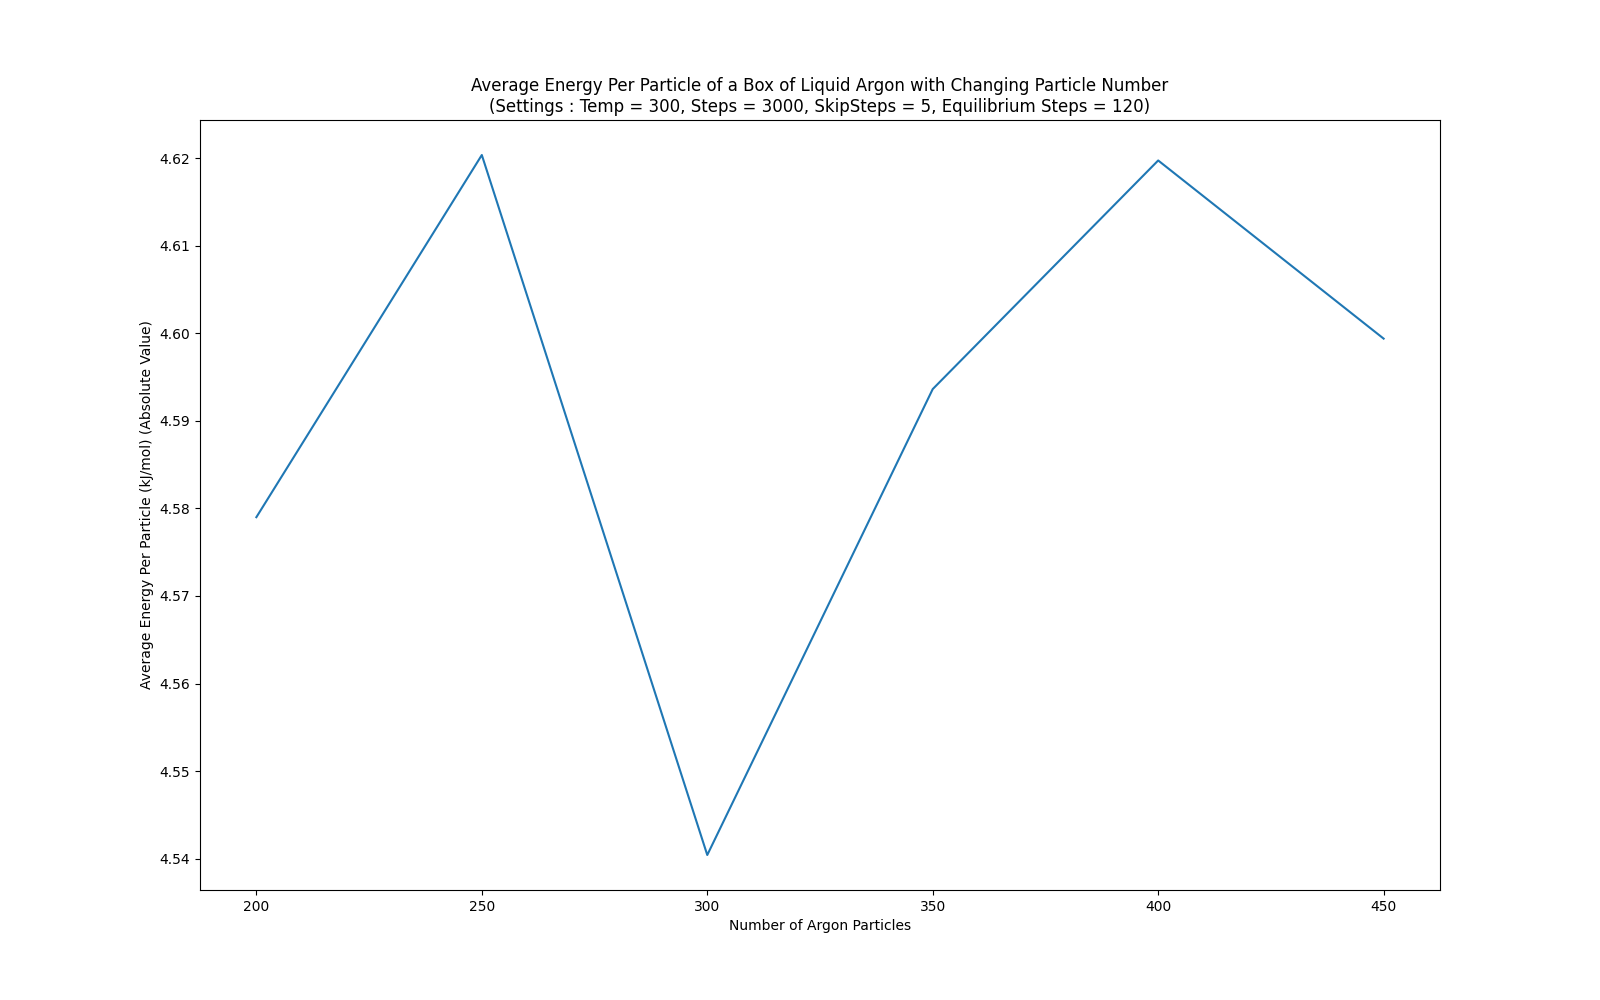 Average Energy Per Particle of a Box of Liquid Argon with Changing Particle Number
(Settings : Temp = 300, Steps = 3000, SkipSteps = 5, Equilibrium Steps = 120)
Average Energy Per Particle (kJ/mol) (Absolute Value)
4.62
4.61
4.60
4.59
4.58
4.57
4.56
4.55
4.54
200 250 300 350 400 450
Number of Argon Particles